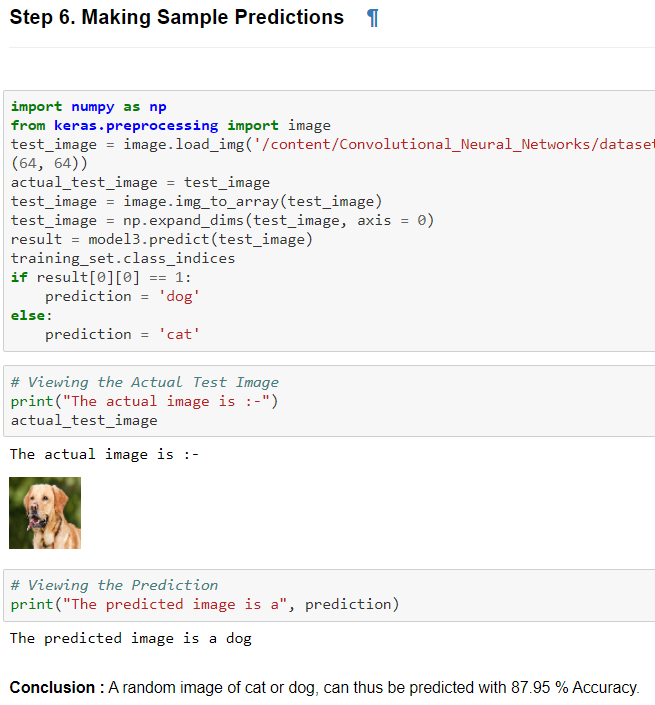 Step 6. Making Sample Predictions ¶
import numpy as np
from keras.preprocessing import image
test_image = image.load_img('/content/Convolutional_Neural_Networks/dataset
(64, 64))
actual_test_image = test_image
test_image = image.img_to_array(test_image)
test_image = np.expand_dims(test_image, axis = 0)
result = model3.predict(test_image)
training_set.class_indices
if result[0][0] == 1:
    prediction = 'dog'
else:
    prediction = 'cat'
# Viewing the Actual Test Image
print("The actual image is :-")
actual_test_image
The actual image is :-
# Viewing the Prediction
print("The predicted image is a", prediction)
The predicted image is a dog
Conclusion : A random image of cat or dog, can thus be predicted with 87.95 % Accuracy.